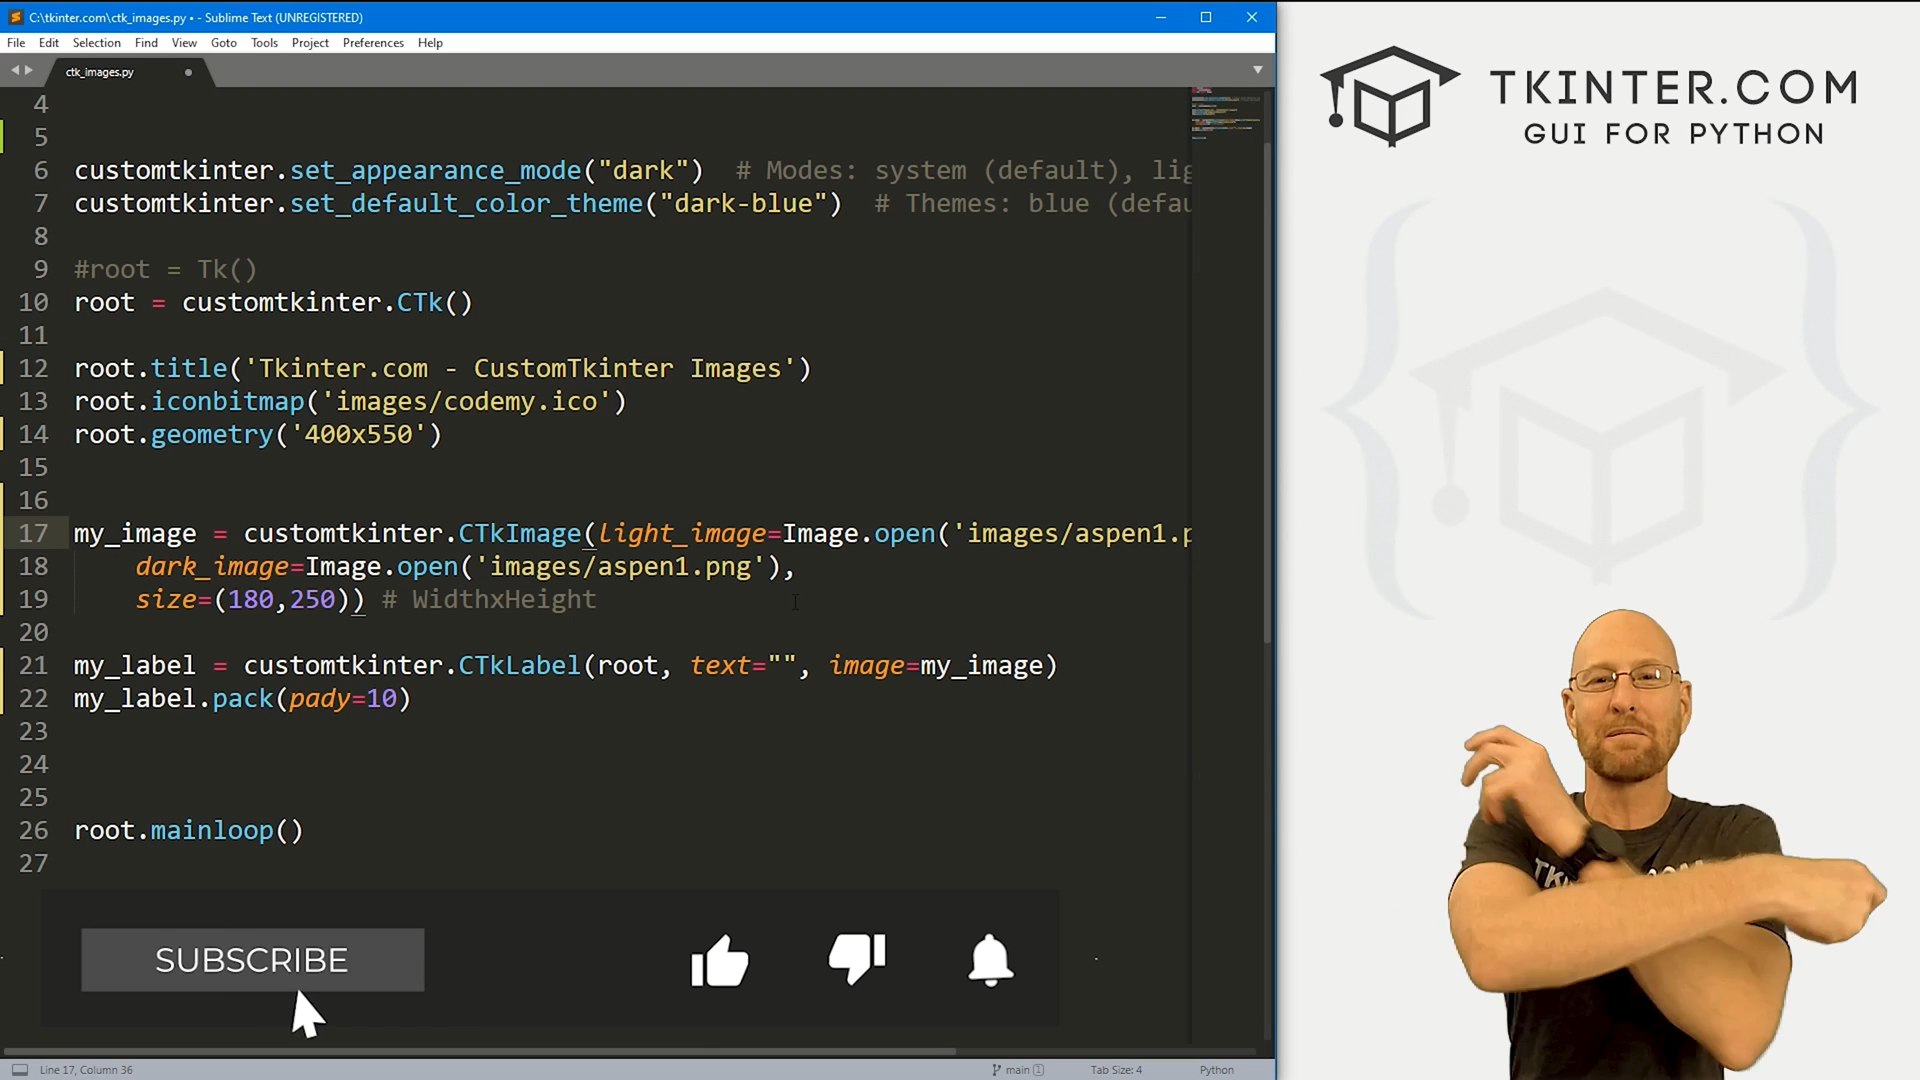 C:\tkinter.com\ctk_images.py • - Sublime Text (UNREGISTERED)
File Edit Selection Find View Goto Tools Project Preferences Help
ctk_images.py
4
5
6 customtkinter.set_appearance_mode("dark")  # Modes: system (default), lig
7 customtkinter.set_default_color_theme("dark-blue")  # Themes: blue (defau
8
9 #root = Tk()
10 root = customtkinter.CTk()
11
12 root.title('Tkinter.com - CustomTkinter Images')
13 root.iconbitmap('images/codemy.ico')
14 root.geometry('400x550')
15
16
17 my_image = customtkinter.CTkImage(light_image=Image.open('images/aspen1.p
18     dark_image=Image.open('images/aspen1.png'),
19     size=(180,250)) # WidthxHeight
20
21 my_label = customtkinter.CTkLabel(root, text="", image=my_image)
22 my_label.pack(pady=10)
23
24
25
26 root.mainloop()
27
SUBSCRIBE
Line 17, Column 36
main 1
Tab Size: 4
Python
TKINTER.COM
GUI FOR PYTHON